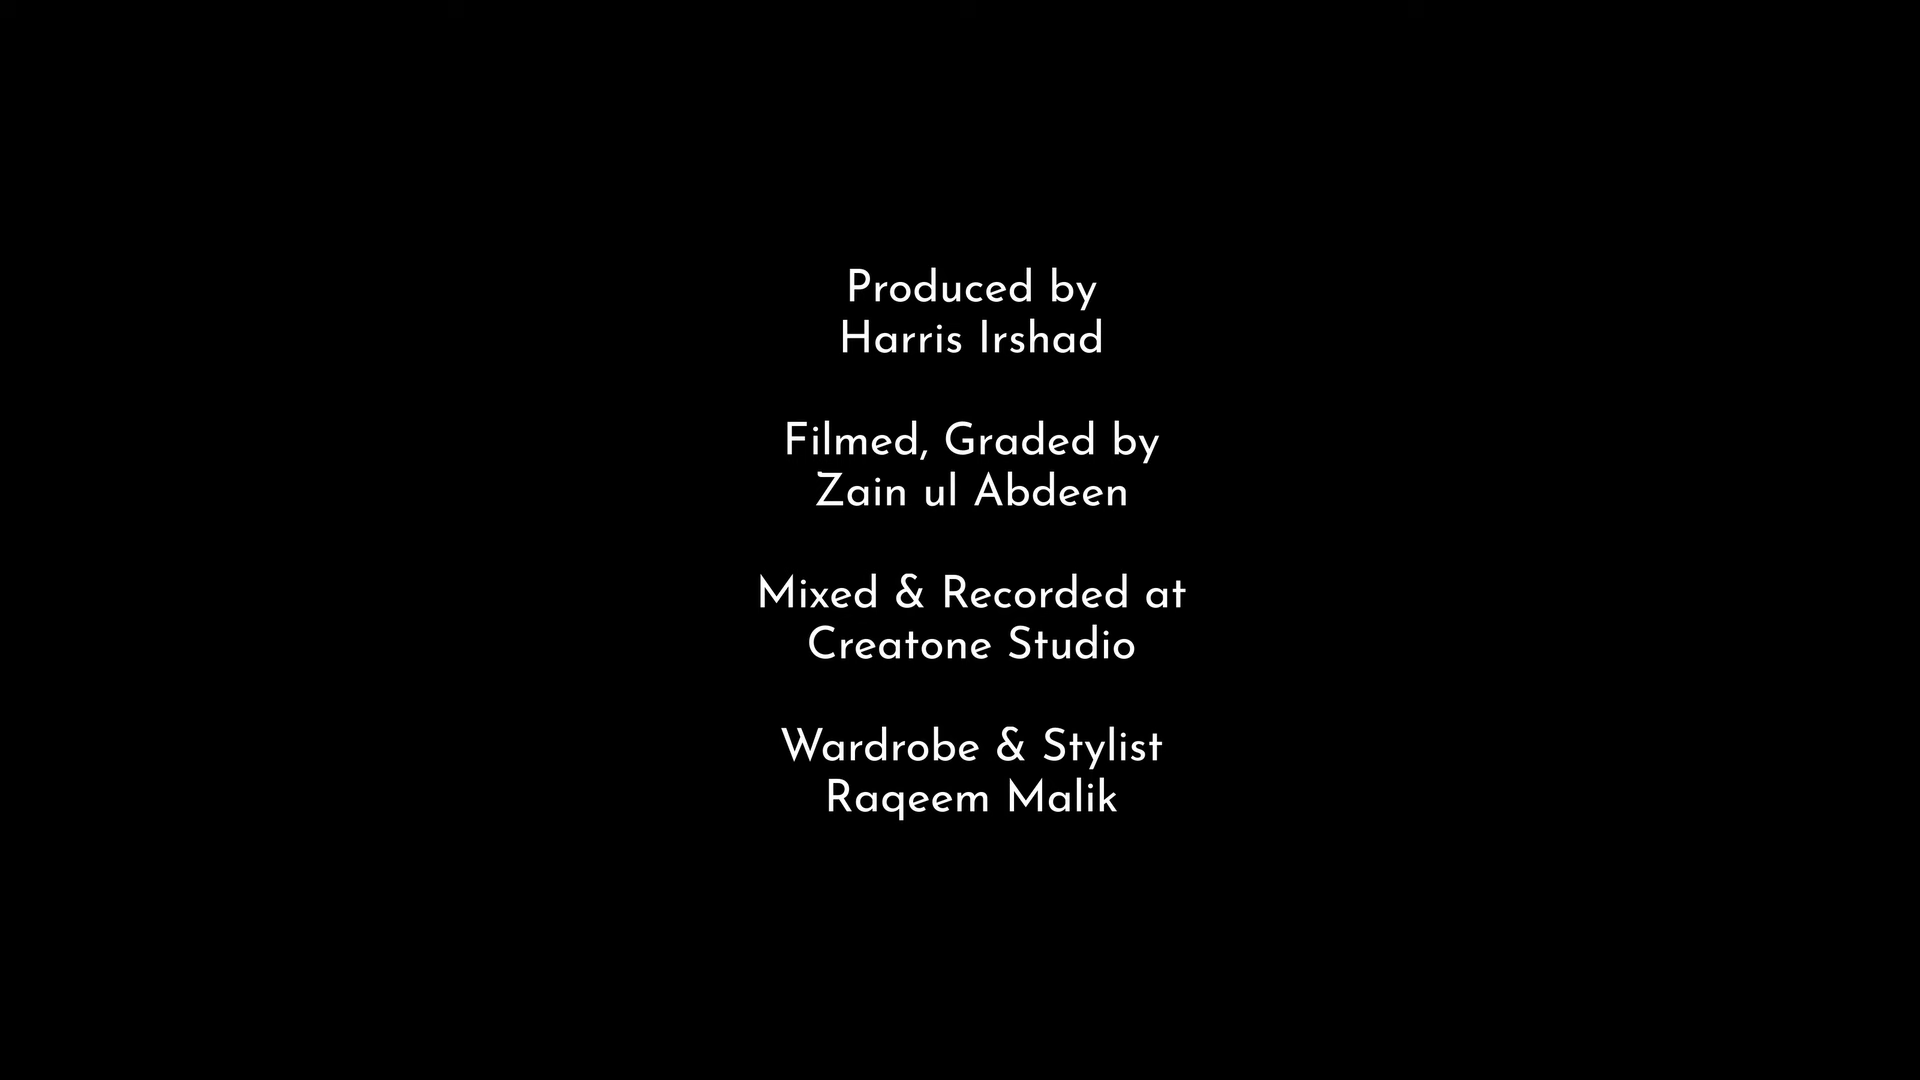 Produced by
Harris Irshad
Filmed, Graded by
Zain ul Abdeen
Mixed & Recorded at
Creatone Studio
Wardrobe & Stylist
Raqeem Malik